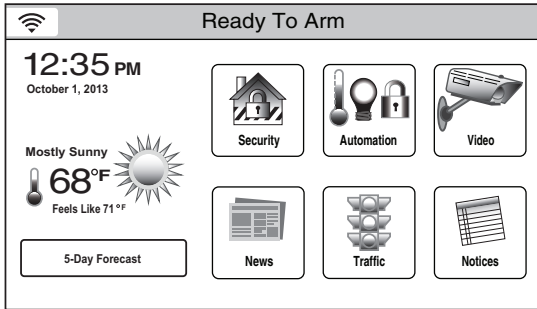 Ready To Arm
12:35 PM
October 1, 2013
Mostly Sunny
68°F
Feels Like 71°F
5-Day Forecast
Security
Automation
Video
News
Traffic
Notices